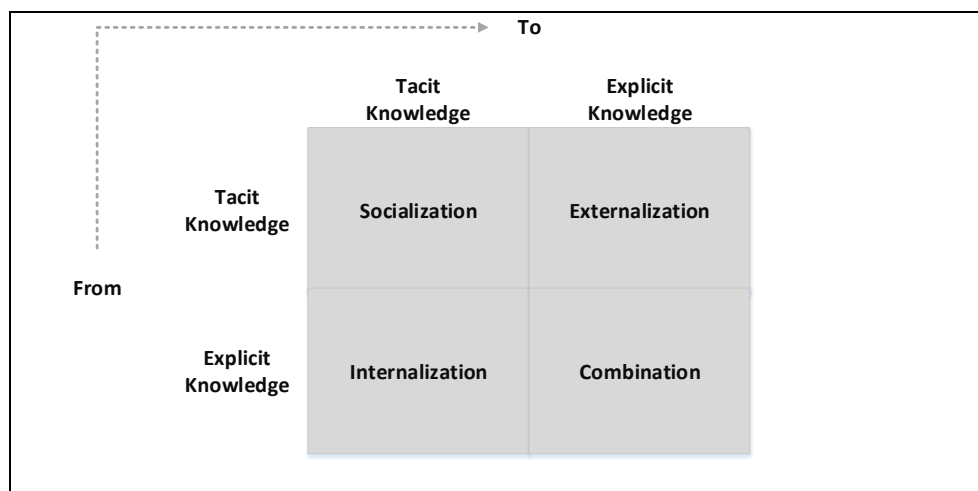 To
Tacit
Knowledge
Explicit
Knowledge
Tacit
Knowledge
Socialization
Externalization
From
Explicit
Knowledge
Internalization
Combination